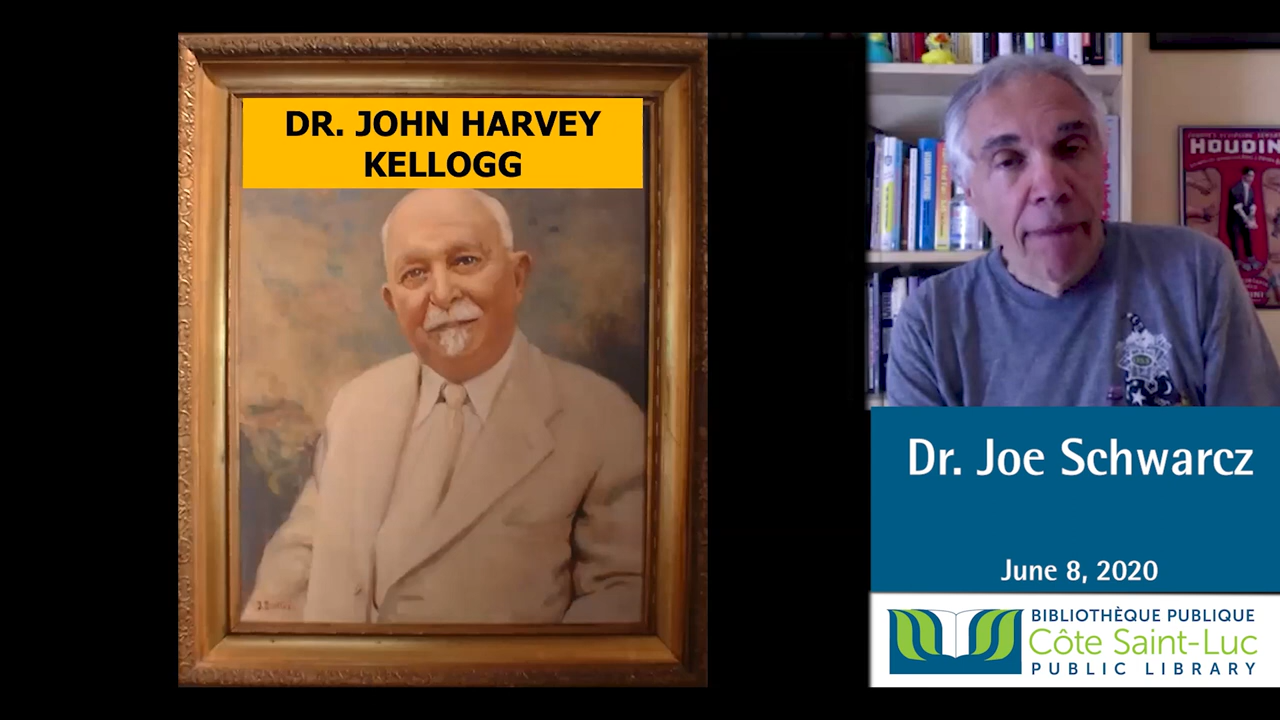 DR. JOHN HARVEY
KELLOGG
HOUDINI
Dr. Joe Schwarcz
June 8, 2020
BIBLIOTHÈQUE PUBLIQUE
Côte Saint-Luc
PUBLIC LIBRARY